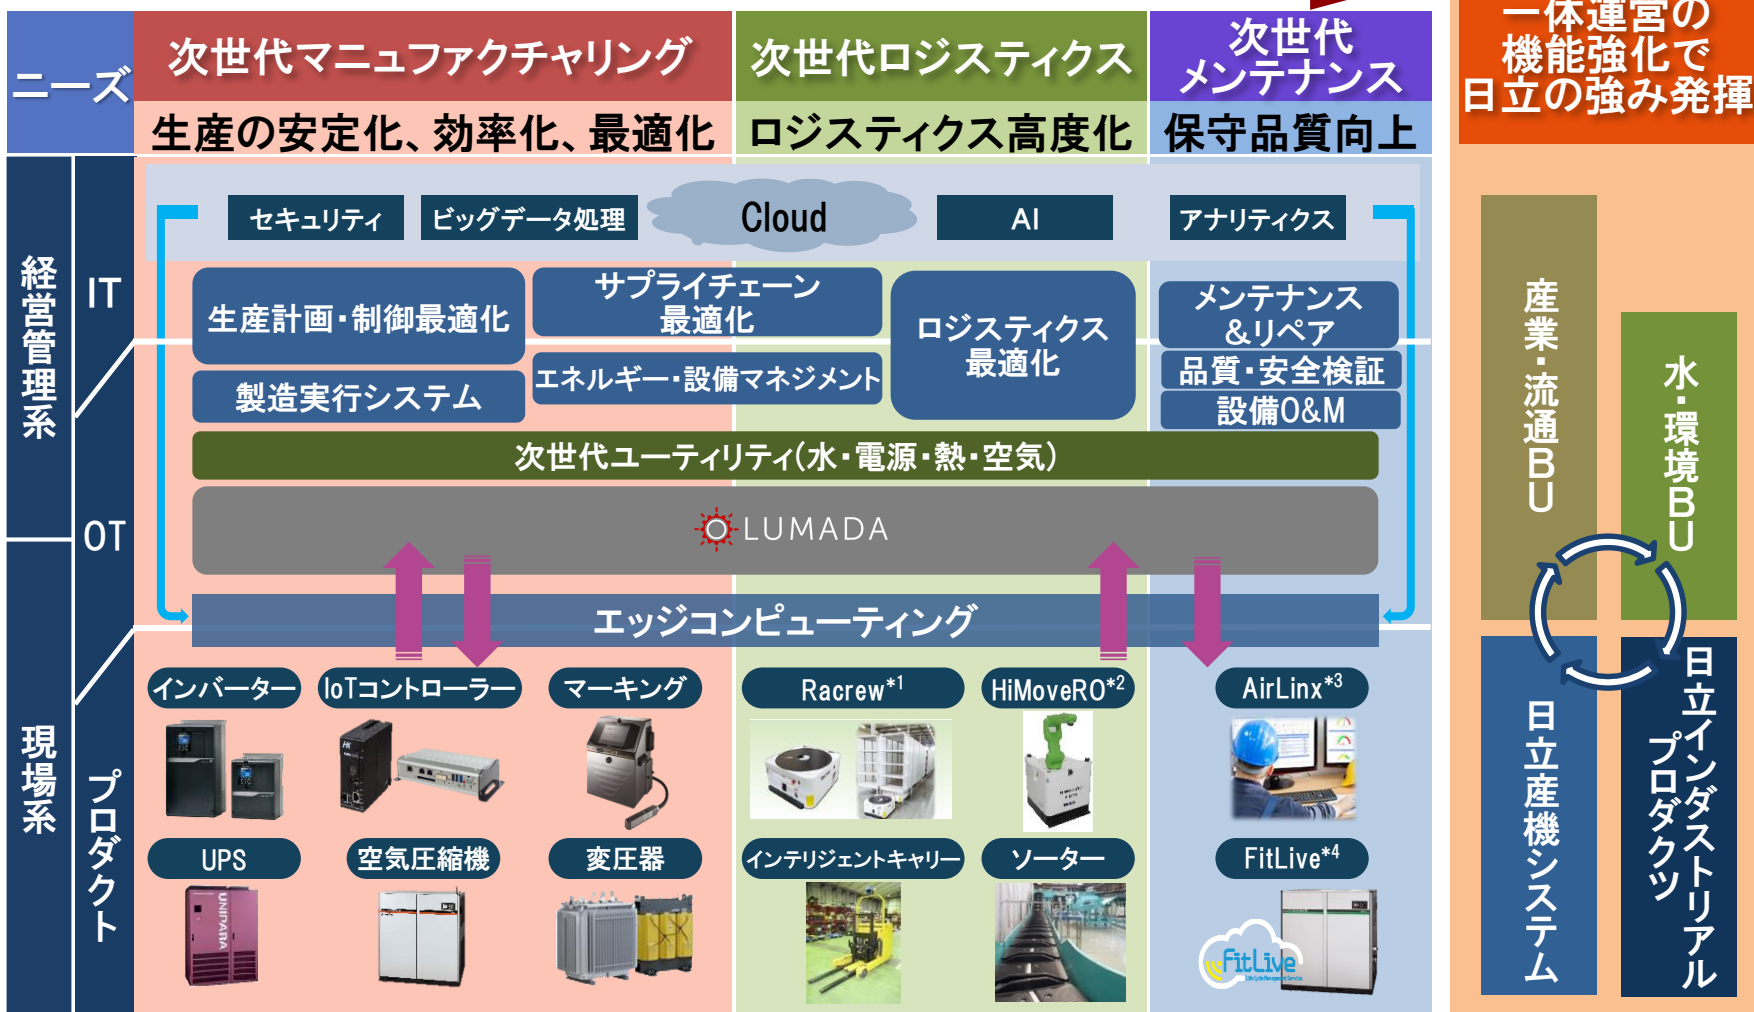 ニーズ
次世代マニュファクチャリング
次世代ロジスティクス
次世代
メンテナンス
生産の安定化、効率化、最適化
ロジスティクス高度化
保守品質向上
一体運営の
機能強化で
日立の強み発揮
経営管理系
現場系
IT
OT
プロダクト
セキュリティ
ビッグデータ処理
Cloud
AI
アナリティクス
生産計画・制御最適化
サプライチェーン
最適化
ロジスティクス
最適化
メンテナンス
&リペア
製造実行システム
エネルギー・設備マネジメント
品質・安全検証
設備O&M
次世代ユーティリティ(水・電源・熱・空気)
LUMADA
エッジコンピューティング
インバーター
IoTコントローラー
マーキング
Racrew*1
HiMoveRO*2
AirLinx*3
UPS
空気圧縮機
変圧器
インテリジェントキャリー
ソーター
FitLive*4
UNIPARA
FitLive
産業・流通BU
水・環境BU
日立産機システム
日立インダストリアル
プロダクツ